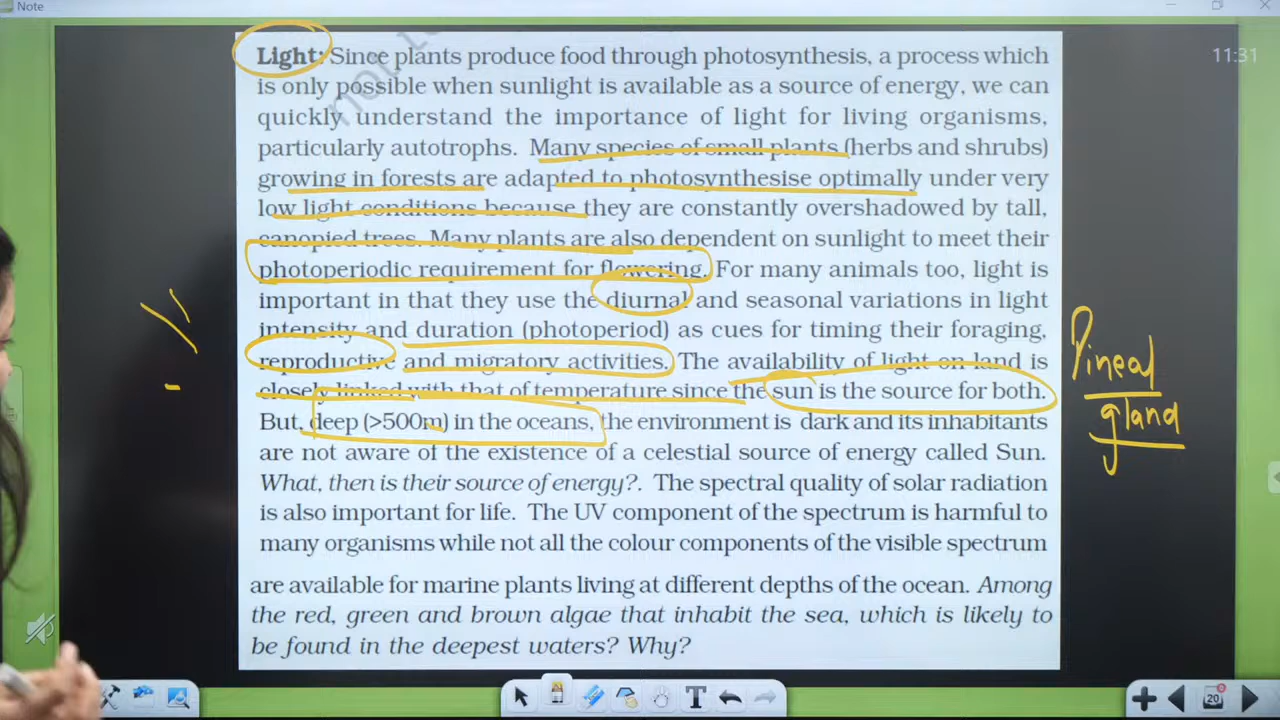 Note
11:31
Light: Since plants produce food through photosynthesis, a process which
is only possible when sunlight is available as a source of energy, we can
quickly understand the importance of light for living organisms,
particularly autotrophs. Many species of small plants (herbs and shrubs)
growing in forests are adapted to photosynthesise optimally under very
low light conditions because they are constantly overshadowed by tall,
canopied trees. Many plants are also dependent on sunlight to meet their
photoperiodic requirement for flowering. For many animals too, light is
important in that they use the diurnal and seasonal variations in light
intensity and duration (photoperiod) as cues for timing their foraging,
reproductive and migratory activities. The availability of light on land is
closely linked with that of temperature since the sun is the source for both.
But, deep (>500m) in the oceans, the environment is dark and its inhabitants
are not aware of the existence of a celestial source of energy called Sun.
What, then is their source of energy?. The spectral quality of solar radiation
is also important for life. The UV component of the spectrum is harmful to
many organisms while not all the colour components of the visible spectrum
are available for marine plants living at different depths of the ocean. Among
the red, green and brown algae that inhabit the sea, which is likely to
be found in the deepest waters? Why?
Pineal
gland
T
20